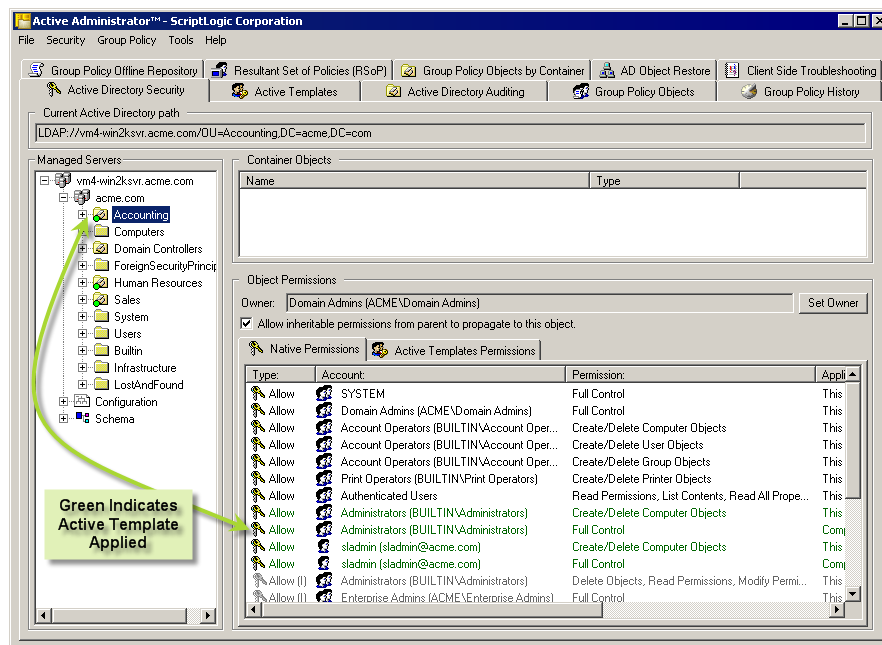 Active Administrator™ - ScriptLogic Corporation
File Security Group Policy Tools Help
Group Policy Offline Repository Resultant Set of Policies (RSoP) Group Policy Objects by Container AD Object Restore Client Side Troubleshooting
Active Directory Security Active Templates Active Directory Auditing Group Policy Objects Group Policy History
Current Active Directory path
LDAP://vm4-win2ksvr.acme.com/OU=Accounting,DC=acme,DC=com
Managed Servers
vm4-win2ksvr.acme.com
acme.com
Accounting
Computers
Domain Controllers
ForeignSecurityPrincip
Human Resources
Sales
System
Users
Builtin
Infrastructure
LostAndFound
Configuration
Schema
Green Indicates
Active Template
Applied
Container Objects
Name Type
Object Permissions
Owner: Domain Admins (ACME\Domain Admins) Set Owner
Allow inheritable permissions from parent to propagate to this object.
Native Permissions Active Templates Permissions
Type: Account: Permission: Appli
Allow SYSTEM Full Control This
Allow Domain Admins (ACME\Domain Admins) Full Control This
Allow Account Operators (BUILTIN\Account Oper... Create/Delete Computer Objects This
Allow Account Operators (BUILTIN\Account Oper... Create/Delete User Objects This
Allow Account Operators (BUILTIN\Account Oper... Create/Delete Group Objects This
Allow Print Operators (BUILTIN\Print Operators) Create/Delete Printer Objects This
Allow Authenticated Users Read Permissions, List Contents, Read All Prope... This
Allow Administrators (BUILTIN\Administrators) Create/Delete Computer Objects This
Allow Administrators (BUILTIN\Administrators) Full Control Comp
Allow sladmin (sladmin@acme.com) Create/Delete Computer Objects This
Allow sladmin (sladmin@acme.com) Full Control Comp
Allow (I) Administrators (BUILTIN\Administrators) Delete Objects, Read Permissions, Modify Permi... This
Allow (I) Enterprise Admins (ACME\Enterprise Admins) Full Control This